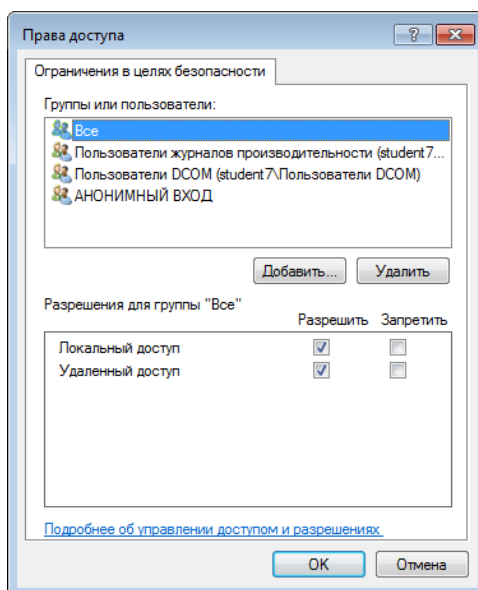 Права доступа
Ограничения в целях безопасности
Группы или пользователи:
Все
Пользователи журналов производительности (student7...
Пользователи DCOM (student7\Пользователи DCOM)
АНОНИМНЫЙ ВХОД
Добавить... Удалить
Разрешения для группы "Все"
Разрешить Запретить
Локальный доступ
Удаленный доступ
Подробнее об управлении доступом и разрешениях
OK Отмена